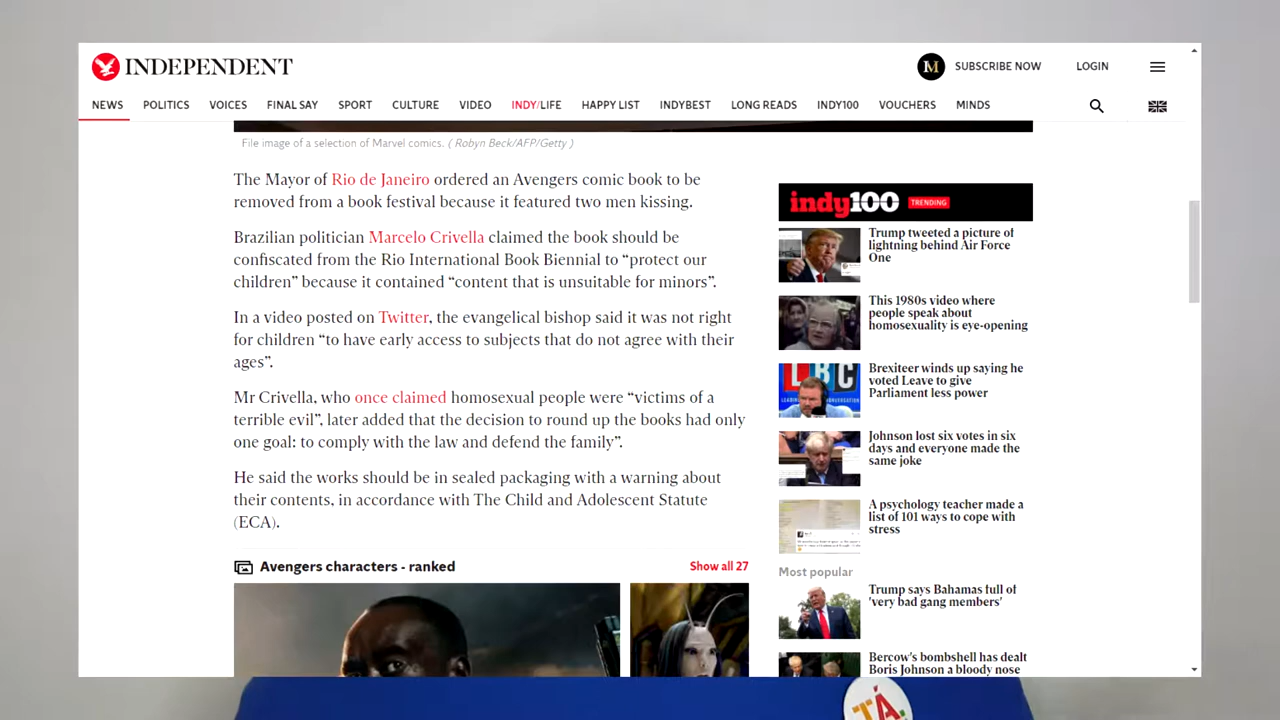 INDEPENDENT
SUBSCRIBE NOW
LOGIN
NEWS POLITICS VOICES FINAL SAY SPORT CULTURE VIDEO INDY/LIFE HAPPY LIST INDYBEST LONG READS INDY100 VOUCHERS MINDS
File image of a selection of Marvel comics. ( Robyn Beck/AFP/Getty )
The Mayor of Rio de Janeiro ordered an Avengers comic book to be
removed from a book festival because it featured two men kissing.
Brazilian politician Marcelo Crivella claimed the book should be
confiscated from the Rio International Book Biennial to “protect our
children” because it contained “content that is unsuitable for minors”.
In a video posted on Twitter, the evangelical bishop said it was not right
for children “to have early access to subjects that do not agree with their
ages”.
Mr Crivella, who once claimed homosexual people were “victims of a
terrible evil”, later added that the decision to round up the books had only
one goal: to comply with the law and defend the family”.
He said the works should be in sealed packaging with a warning about
their contents, in accordance with The Child and Adolescent Statute
(ECA).
Avengers characters - ranked
Show all 27
indy100 TRENDING
Trump tweeted a picture of
lightning behind Air Force
One
This 1980s video where
people speak about
homosexuality is eye-opening
LBC
Brexiteer winds up saying he
voted Leave to give
Parliament less power
Johnson lost six votes in six
days and everyone made the
same joke
A psychology teacher made a
list of 101 ways to cope with
stress
Most popular
Trump says Bahamas full of
'very bad gang members'
Bercow's bombshell has dealt
Boris Johnson a bloody nose
TÁ.